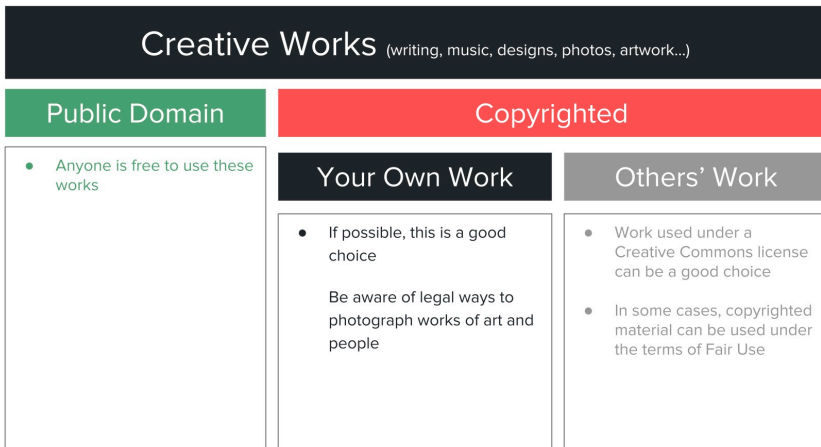 Creative Works (writing, music, designs, photos, artwork...)
Public Domain
Copyrighted
● Anyone is free to use these
works
Your Own Work
Others’ Work
● If possible, this is a good
choice
Be aware of legal ways to
photograph works of art and
people
● Work used under a
Creative Commons license
can be a good choice
● In some cases, copyrighted
material can be used under
the terms of Fair Use